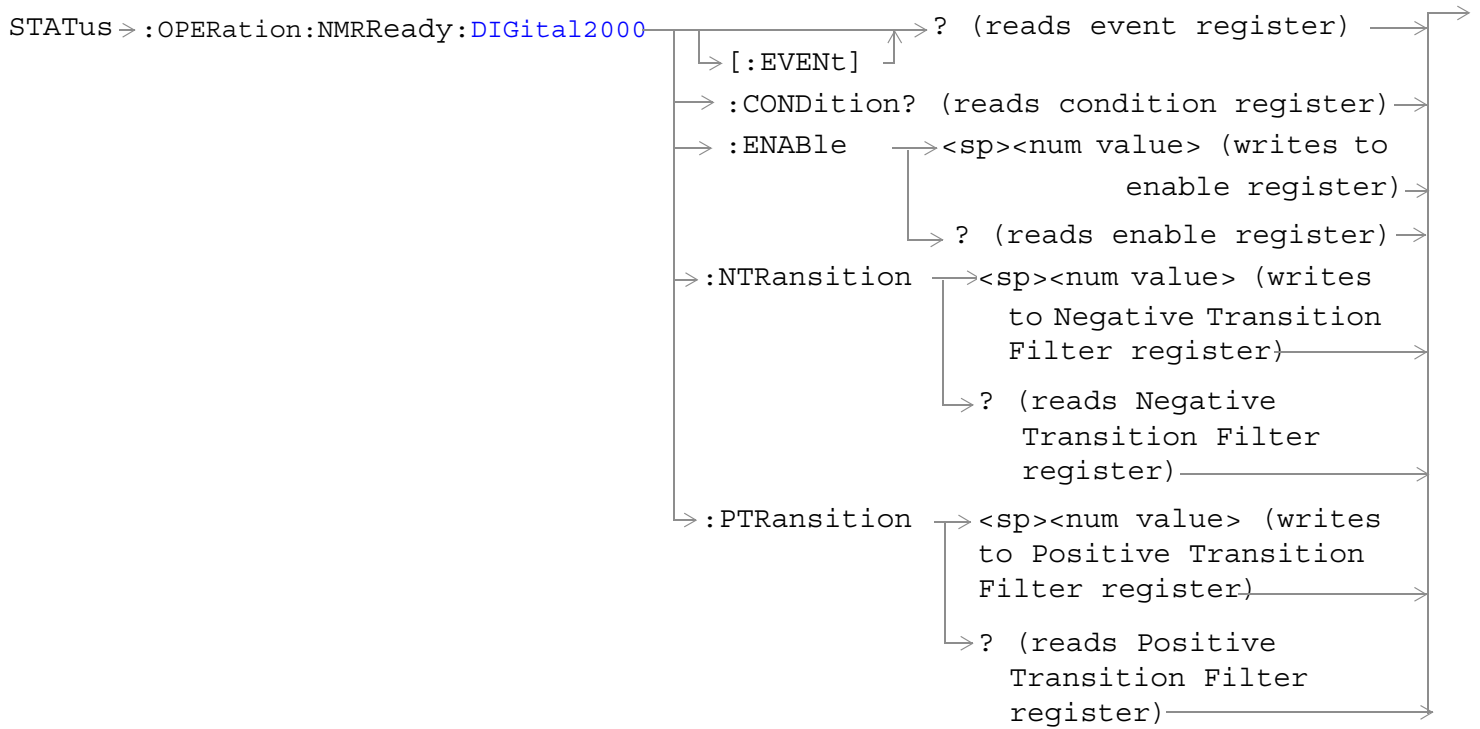 STATus :OPERation:NMRReady:DIGital2000 ? (reads event register)
[:EVENt]
:CONDition? (reads condition register)
:ENABle <sp><num value> (writes to
enable register)
? (reads enable register)
:NTRansition <sp><num value> (writes
to Negative Transition
Filter register)
? (reads Negative
Transition Filter
register)
:PTRansition <sp><num value> (writes
to Positive Transition
Filter register)
? (reads Positive
Transition Filter
register)